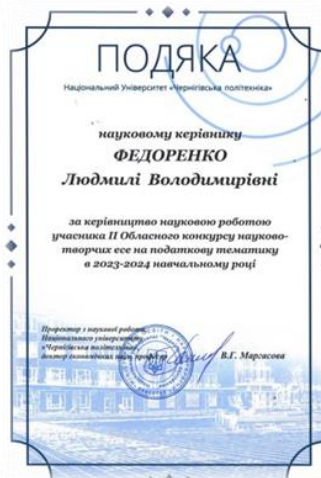 ПОДЯКА
Національний Університет «Чернігівська політехніка»
науковому керівнику
ФЕДОРЕНКО
Людмилі Володимирівні
за керівництво науковою роботою
учасника II Обласного конкурсу науково-
творчих есе на податкову тематику
в 2023-2024 навчальному році
Проректор з наукової роботи
Національного університету
«Чернігівська політехніка»,
доктор економічних наук, професор
В.Г. Маргасова